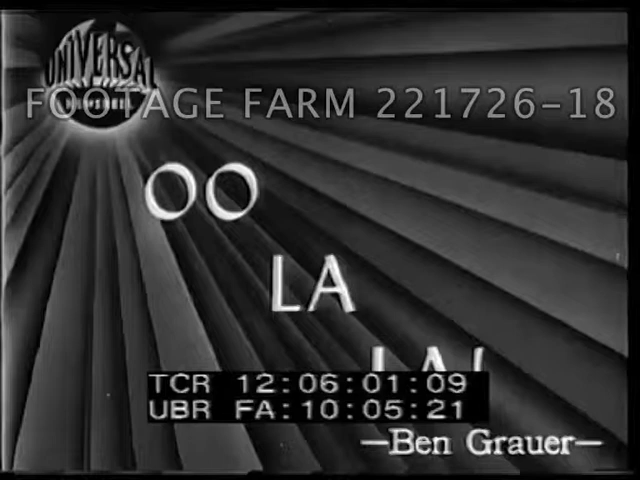 UNIVERSAL
FOOTAGE FARM 221726-18
OO
LA
LA!
TCR 12:06:01:09
UBR FA:10:05:21
—Ben Grauer—